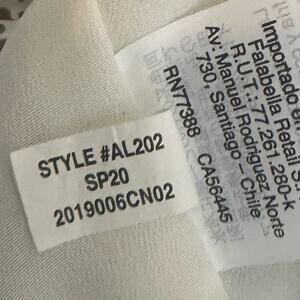 STYLE #AL202
SP20
2019006CN02
Importado
Falabella Retail S.
R.U.T.: 77.261.280-k
Av: Manuel Rodriguez Norte
730, Santiago – Chile
RN77388 CA56445